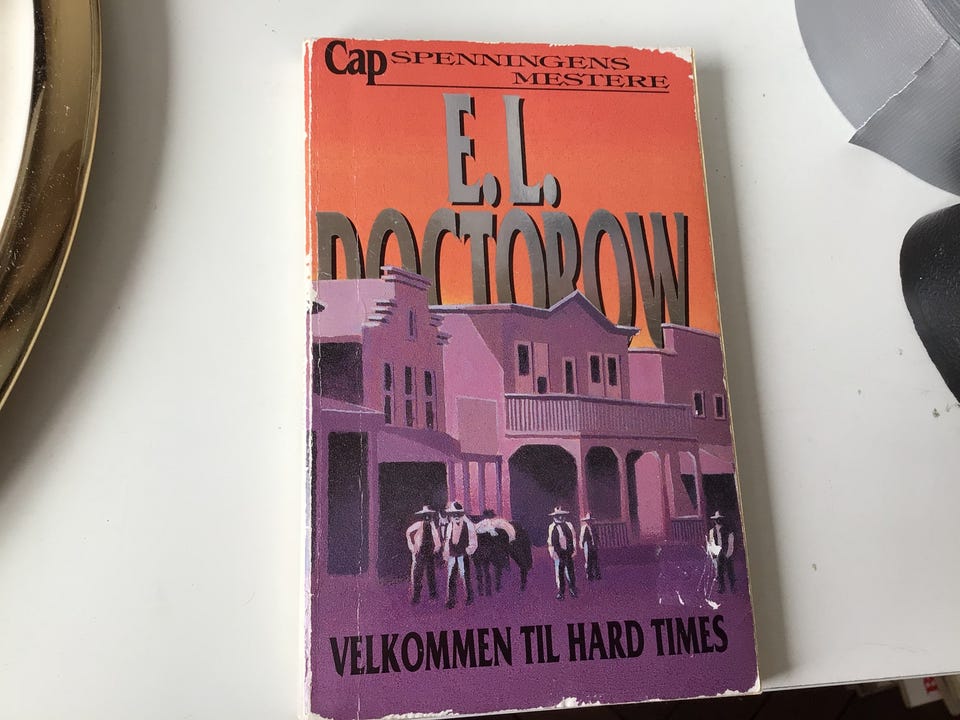 Cap SPENNINGENS
MESTERE
E. L.
DOCTOROW
VELKOMMEN TIL HARD TIMES